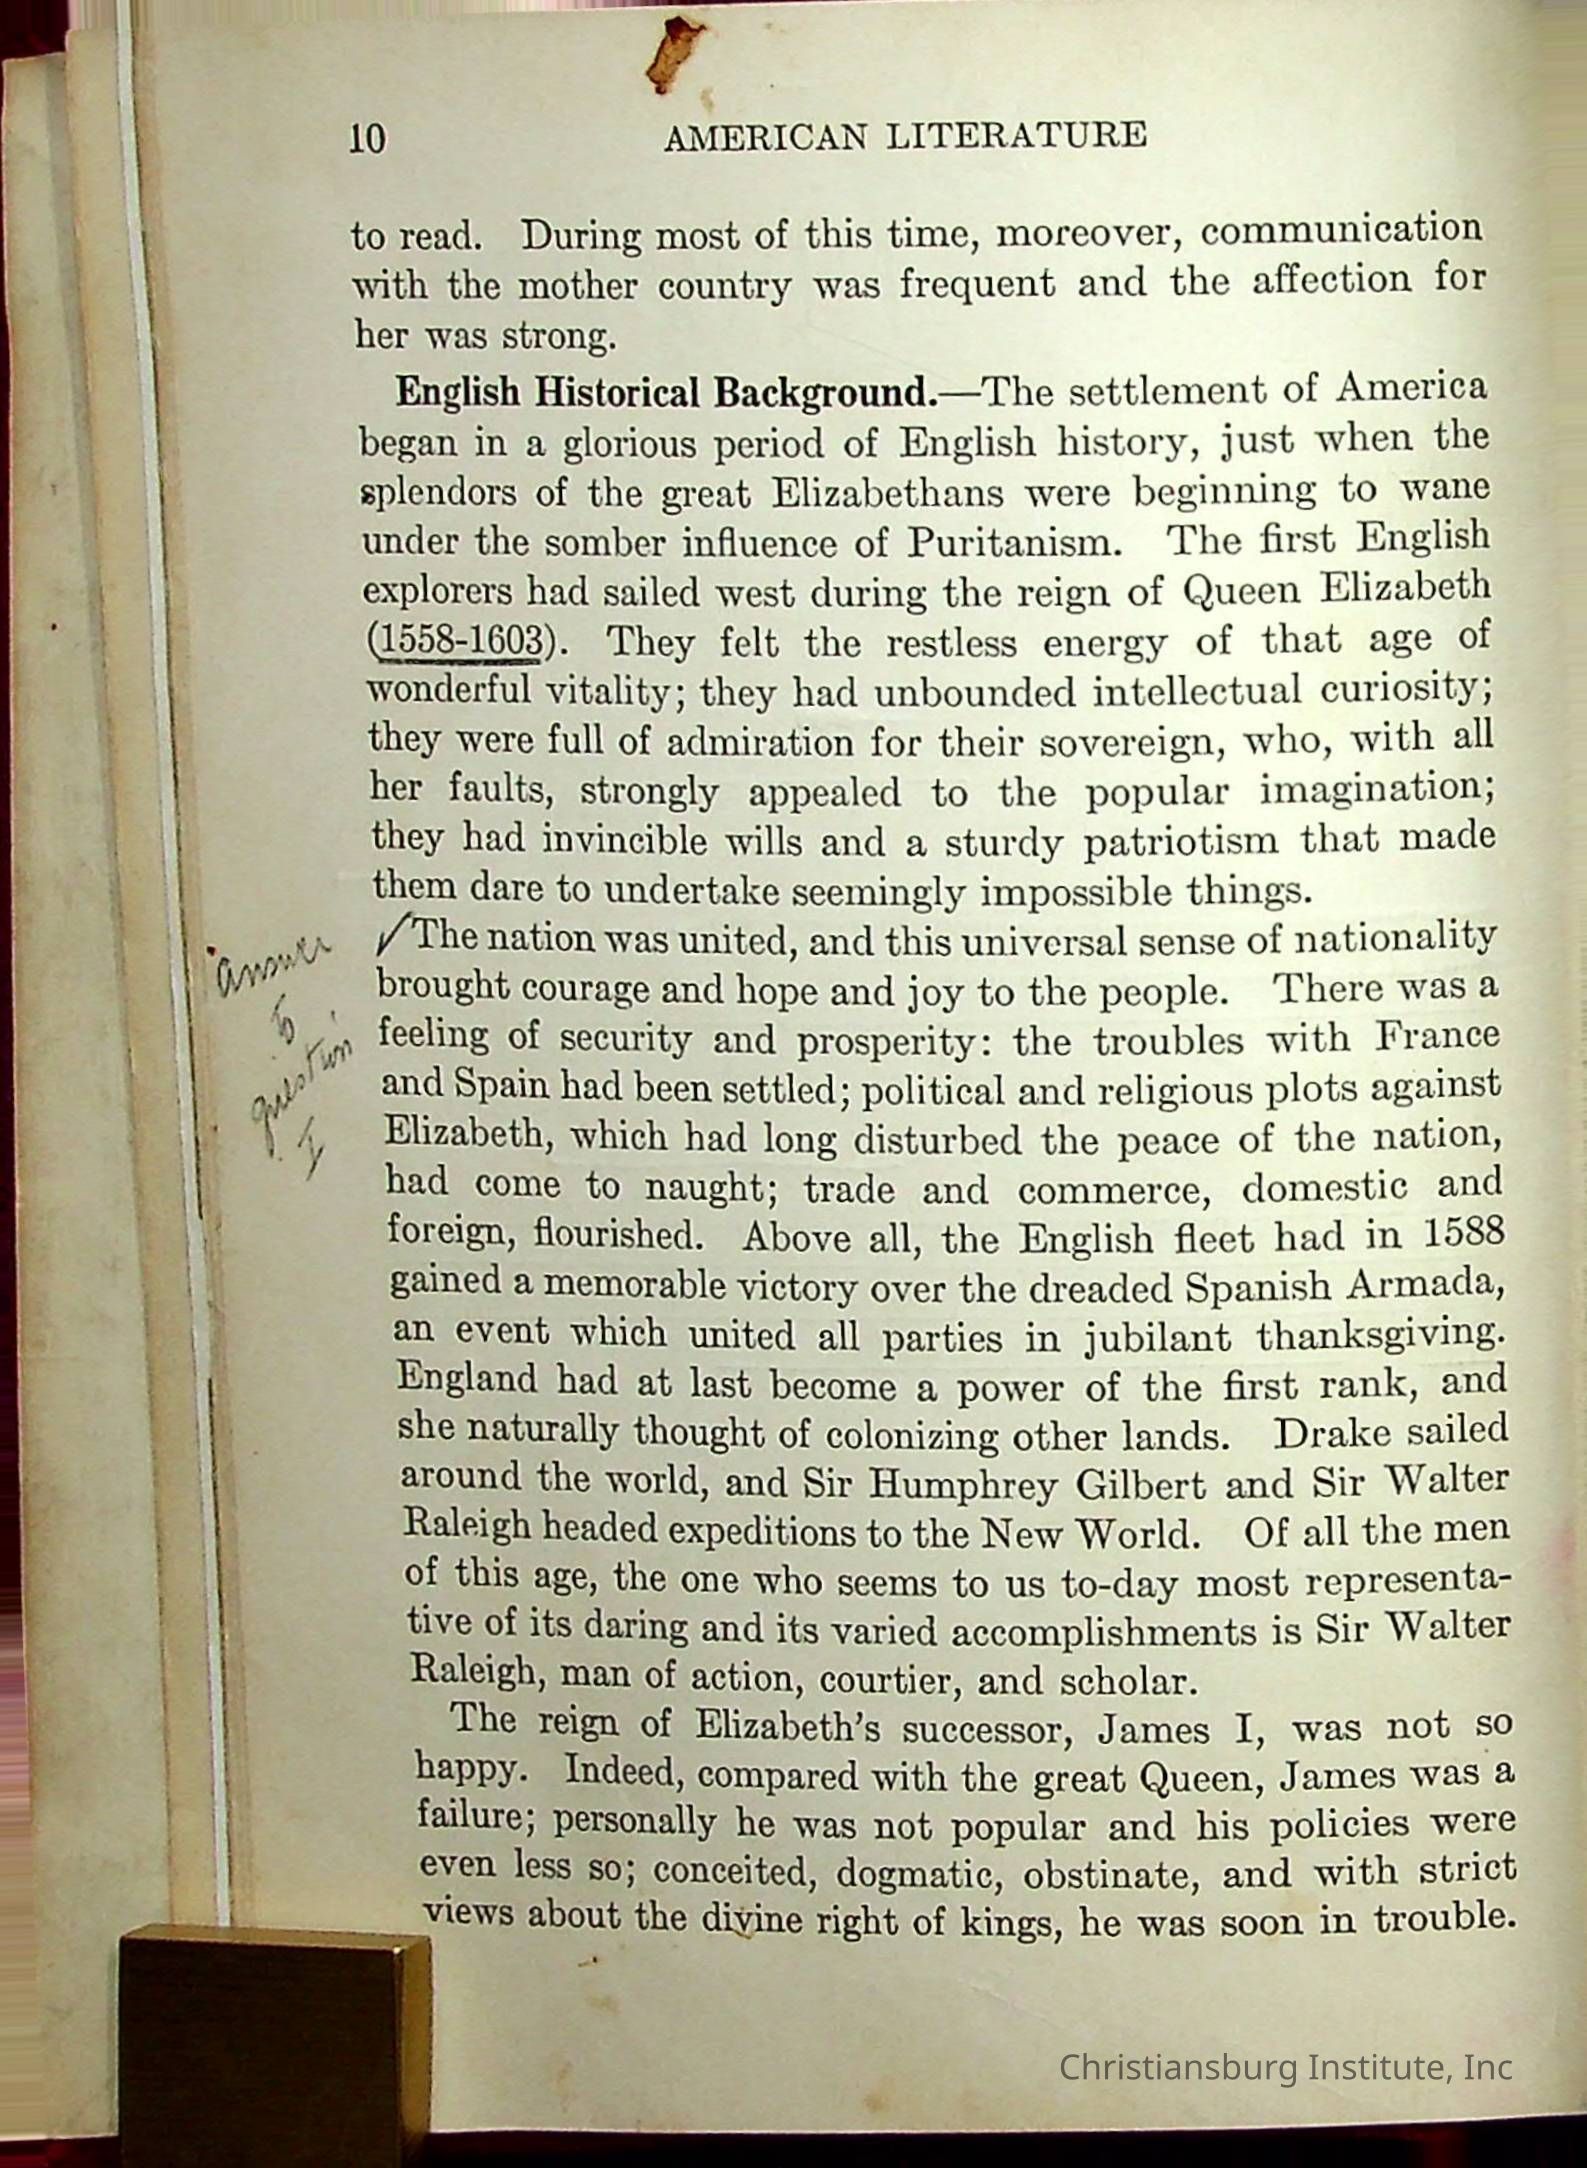 10 AMERICAN LITERATURE
to read. During most of this time, moreover, communication
with the mother country was frequent and the affection for
her was strong.
English Historical Background.—The settlement of America
began in a glorious period of English history, just when the
splendors of the great Elizabethans were beginning to wane
under the somber influence of Puritanism. The first English
explorers had sailed west during the reign of Queen Elizabeth
(1558-1603). They felt the restless energy of that age of
wonderful vitality; they had unbounded intellectual curiosity;
they were full of admiration for their sovereign, who, with all
her faults, strongly appealed to the popular imagination;
they had invincible wills and a sturdy patriotism that made
them dare to undertake seemingly impossible things.
✓The nation was united, and this universal sense of nationality
brought courage and hope and joy to the people. There was a
feeling of security and prosperity: the troubles with France
and Spain had been settled; political and religious plots against
Elizabeth, which had long disturbed the peace of the nation,
had come to naught; trade and commerce, domestic and
foreign, flourished. Above all, the English fleet had in 1588
gained a memorable victory over the dreaded Spanish Armada,
an event which united all parties in jubilant thanksgiving.
England had at last become a power of the first rank, and
she naturally thought of colonizing other lands. Drake sailed
around the world, and Sir Humphrey Gilbert and Sir Walter
Raleigh headed expeditions to the New World. Of all the men
of this age, the one who seems to us to-day most representa-
tive of its daring and its varied accomplishments is Sir Walter
Raleigh, man of action, courtier, and scholar.
The reign of Elizabeth's successor, James I, was not so
happy. Indeed, compared with the great Queen, James was a
failure; personally he was not popular and his policies were
even less so; conceited, dogmatic, obstinate, and with strict
views about the divine right of kings, he was soon in trouble.
answer
to
question
I
Christiansburg Institute, Inc